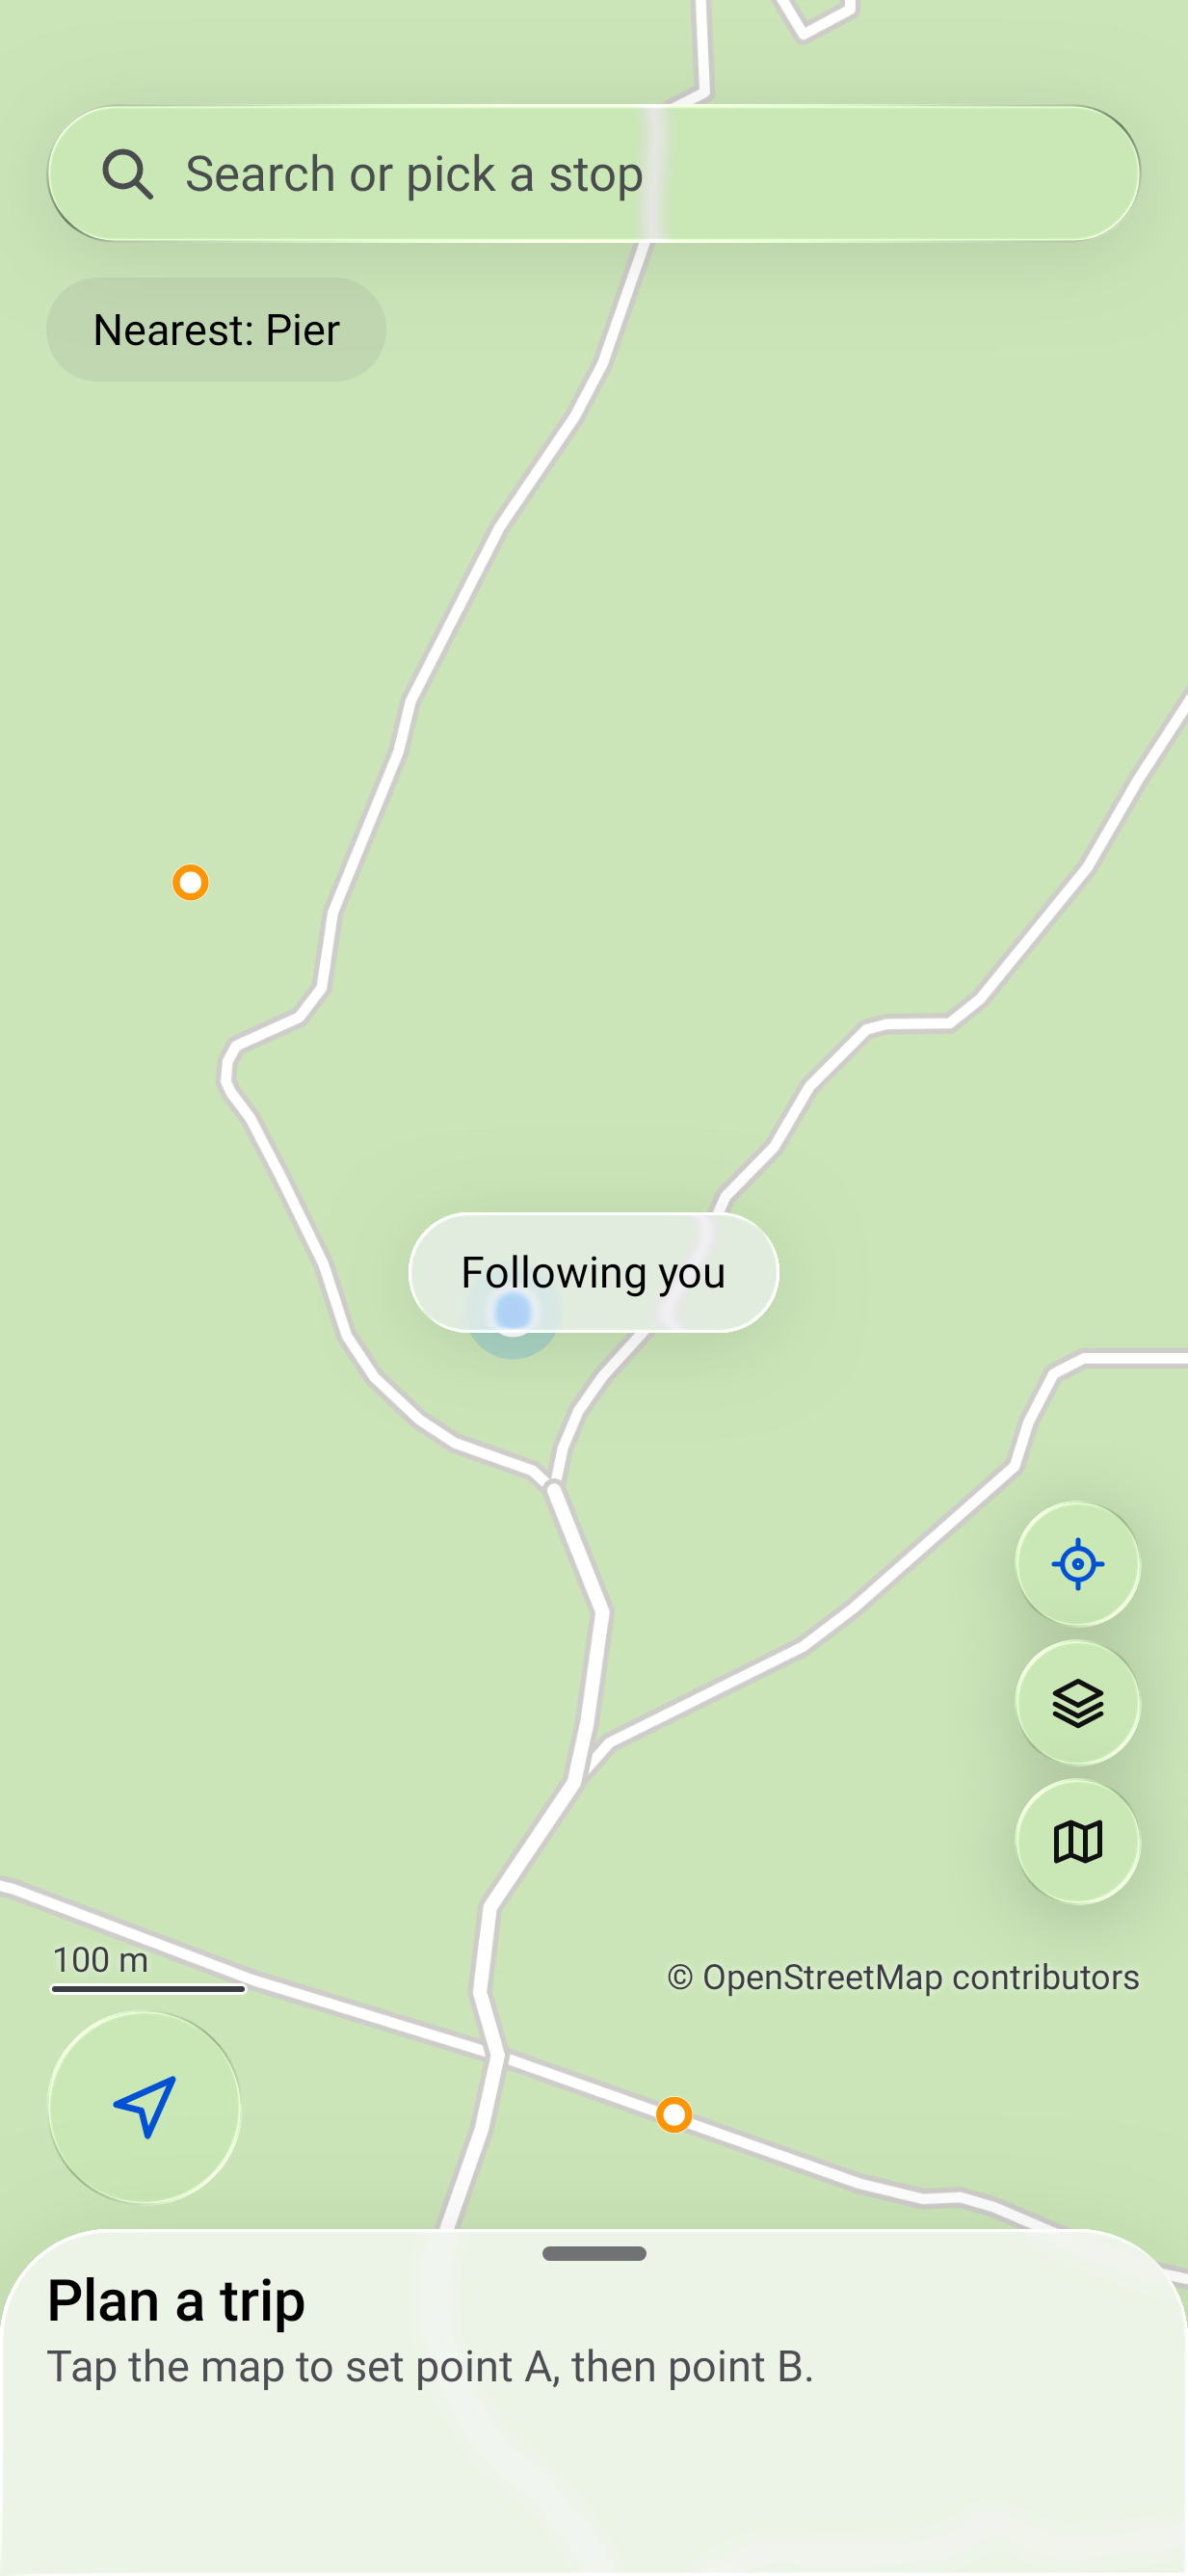 Search or pick a stop
Nearest: Pier
Following you
100 m
© OpenStreetMap contributors
Plan a trip
Tap the map to set point A, then point B.